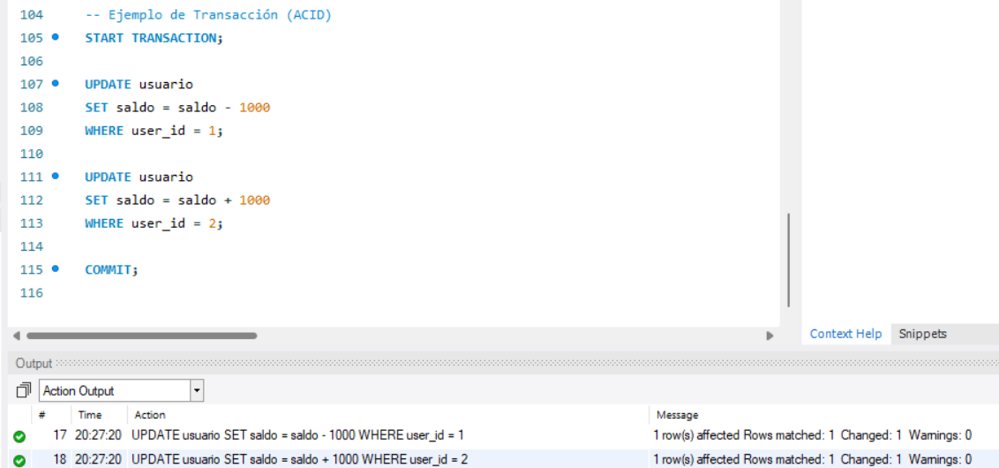 104 -- Ejemplo de Transacción (ACID)
105 START TRANSACTION;
106
107 UPDATE usuario
108 SET saldo = saldo - 1000
109 WHERE user_id = 1;
110
111 UPDATE usuario
112 SET saldo = saldo + 1000
113 WHERE user_id = 2;
114
115 COMMIT;
116
Context Help Snippets
Output
Action Output
# Time Action Message
17 20:27:20 UPDATE usuario SET saldo = saldo - 1000 WHERE user_id = 1 1 row(s) affected Rows matched: 1 Changed: 1 Warnings: 0
18 20:27:20 UPDATE usuario SET saldo = saldo + 1000 WHERE user_id = 2 1 row(s) affected Rows matched: 1 Changed: 1 Warnings: 0